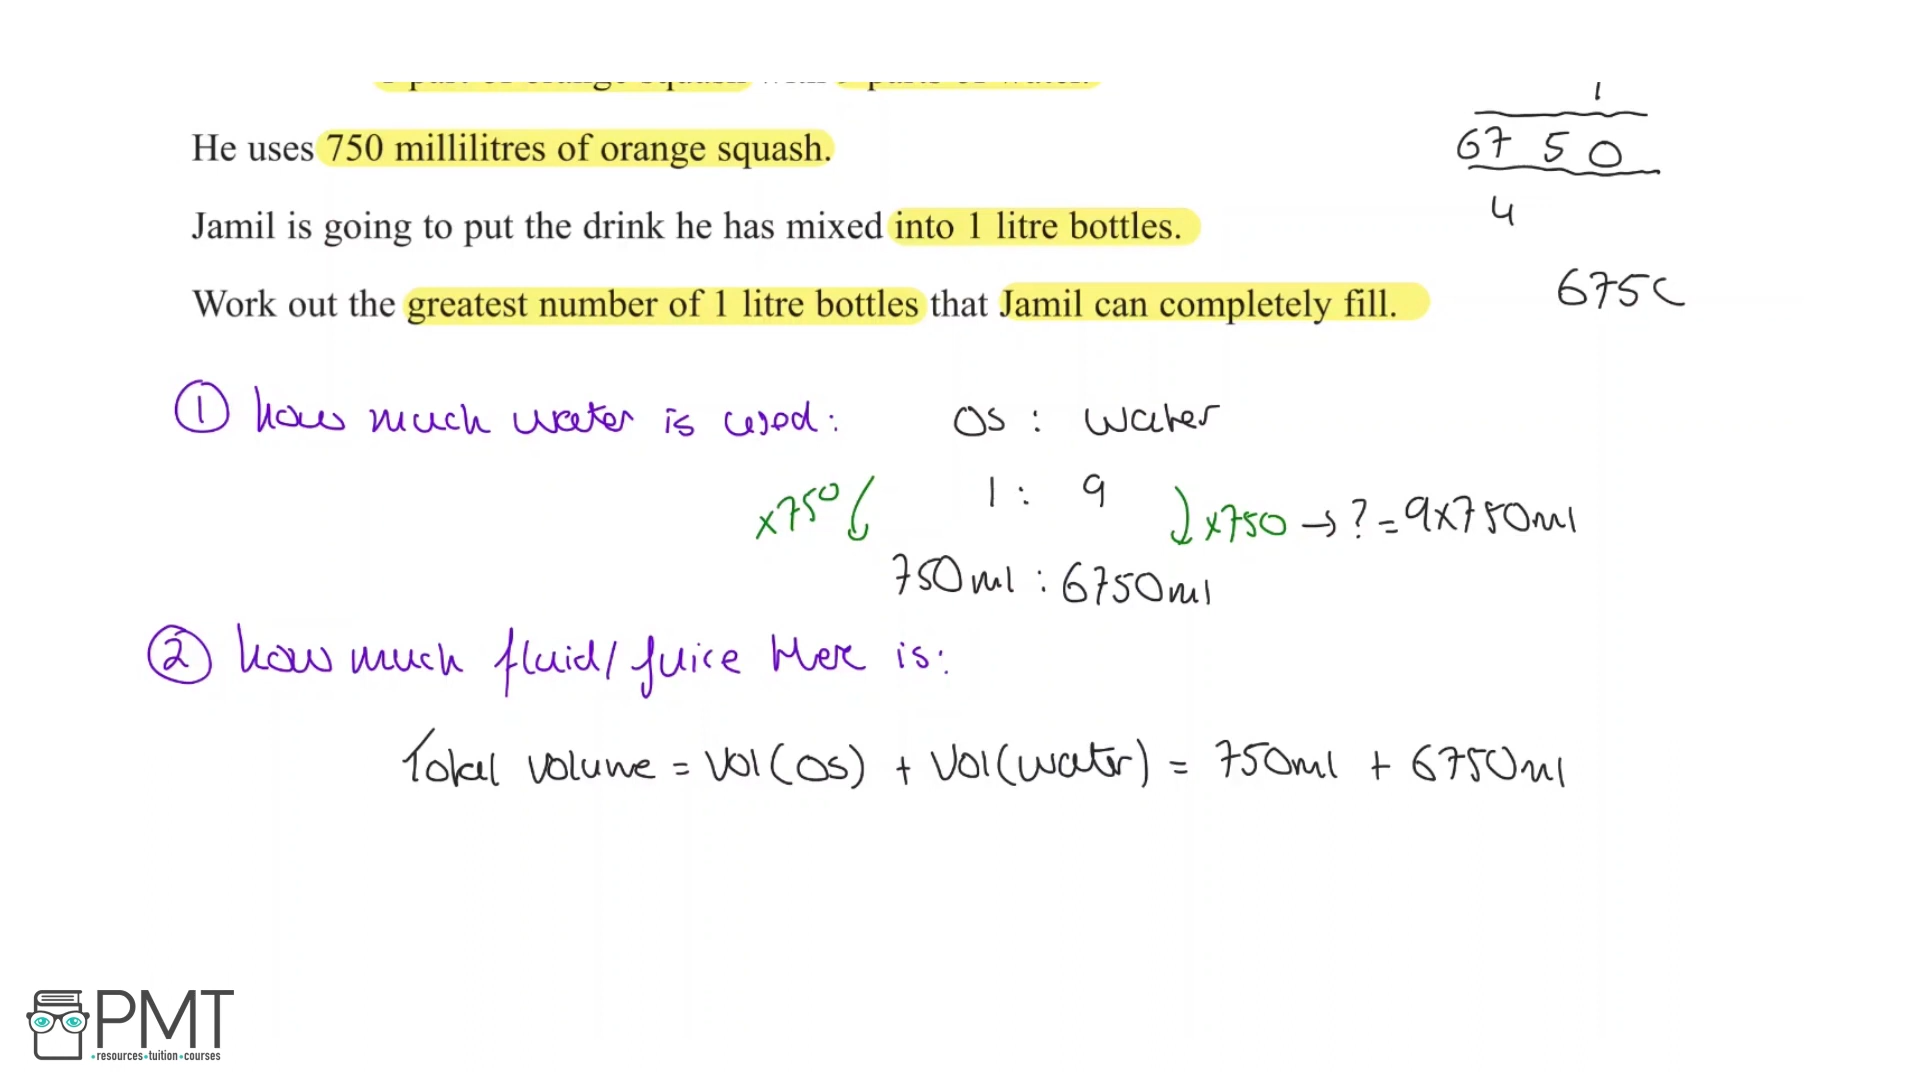 He uses 750 millilitres of orange squash.
Jamil is going to put the drink he has mixed into 1 litre bottles.
Work out the greatest number of 1 litre bottles that Jamil can completely fill.
1
67 5 0
4
675
① how much water is used: OS : water
1 : 9
x750 x750 → ? = 9x750ml
750ml : 6750ml
② how much fluid/juice there is:
Total volume = Vol(OS) + Vol(water) = 750ml + 6750ml
PMT
•resources•tuition•courses